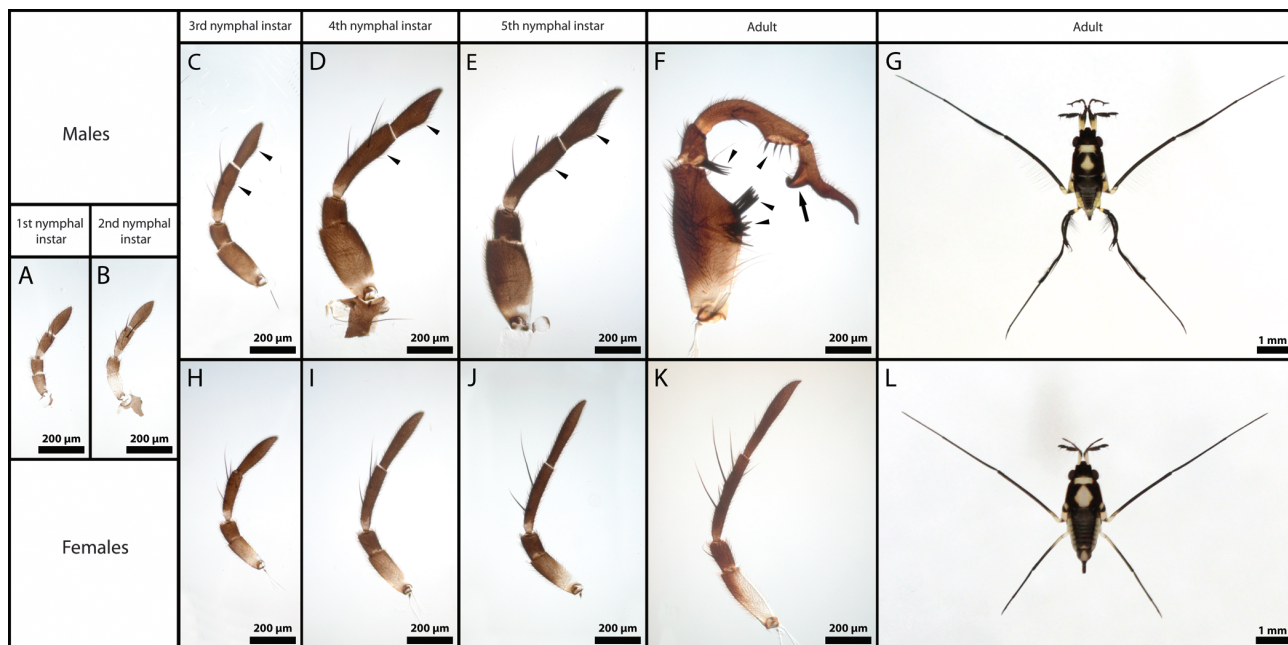 3rd nymphal instar
4th nymphal instar
5th nymphal instar
Adult
Adult
Males
C
D
E
F
G
200 μm
200 μm
200 μm
200 μm
1 mm
1st nymphal
instar
2nd nymphal
instar
A
B
200 μm
200 μm
Females
H
I
J
K
L
200 μm
200 μm
200 μm
200 μm
1 mm